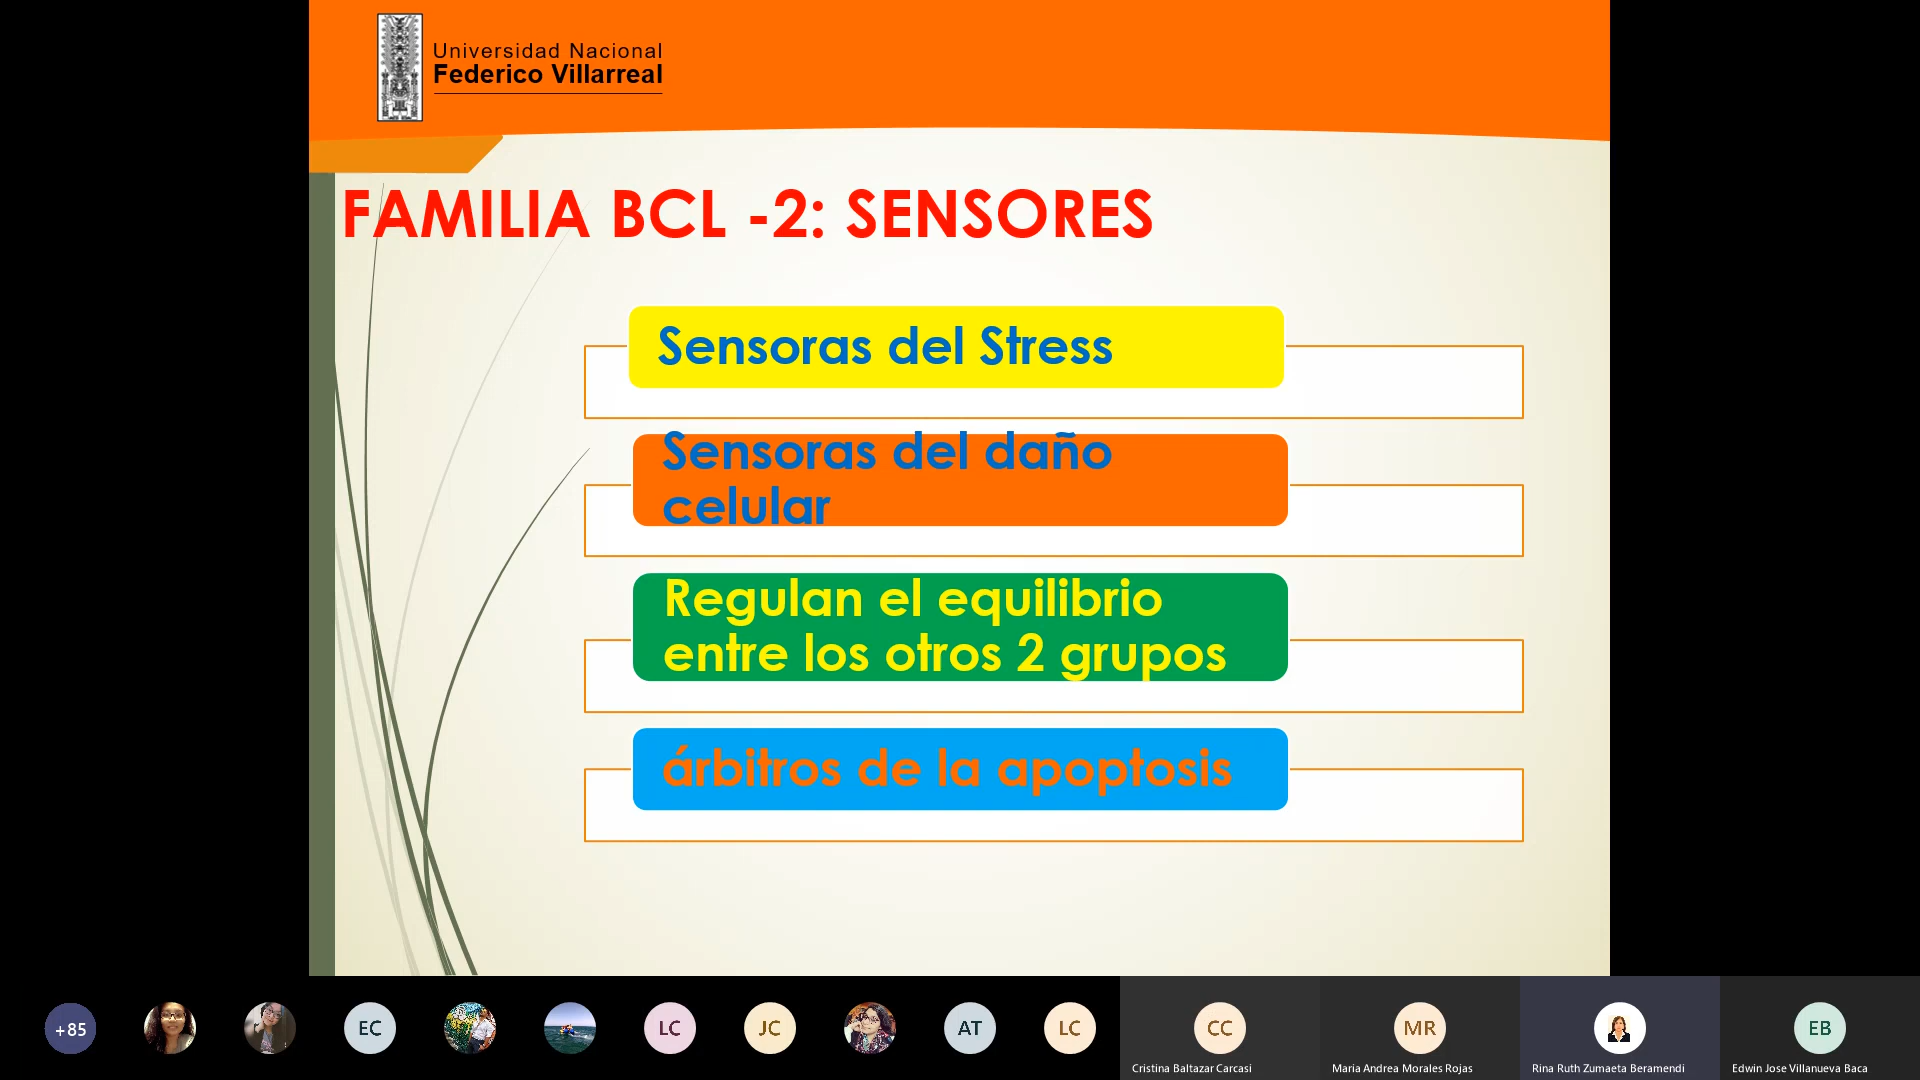 Universidad Nacional
Federico Villarreal
FAMILIA BCL -2: SENSORES
Sensoras del Stress
Sensoras del daño
celular
Regulan el equilibrio
entre los otros 2 grupos
árbitros de la apoptosis
+85
EC
LC
JC
AT
LC
CC
MR
EB
Cristina Baltazar Carcasi
Maria Andrea Morales Rojas
Rina Ruth Zumaeta Beramendi
Edwin Jose Villanueva Baca